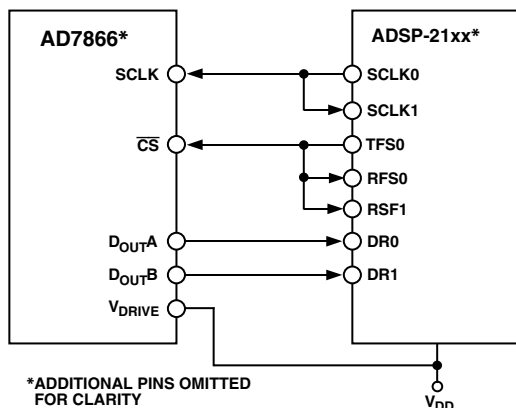 AD7866*
SCLK
CS
DOUTA
DOUTB
VDRIVE
ADSP-21xx*
SCLK0
SCLK1
TFS0
RFS0
RSF1
DR0
DR1
VDD
*ADDITIONAL PINS OMITTED
FOR CLARITY